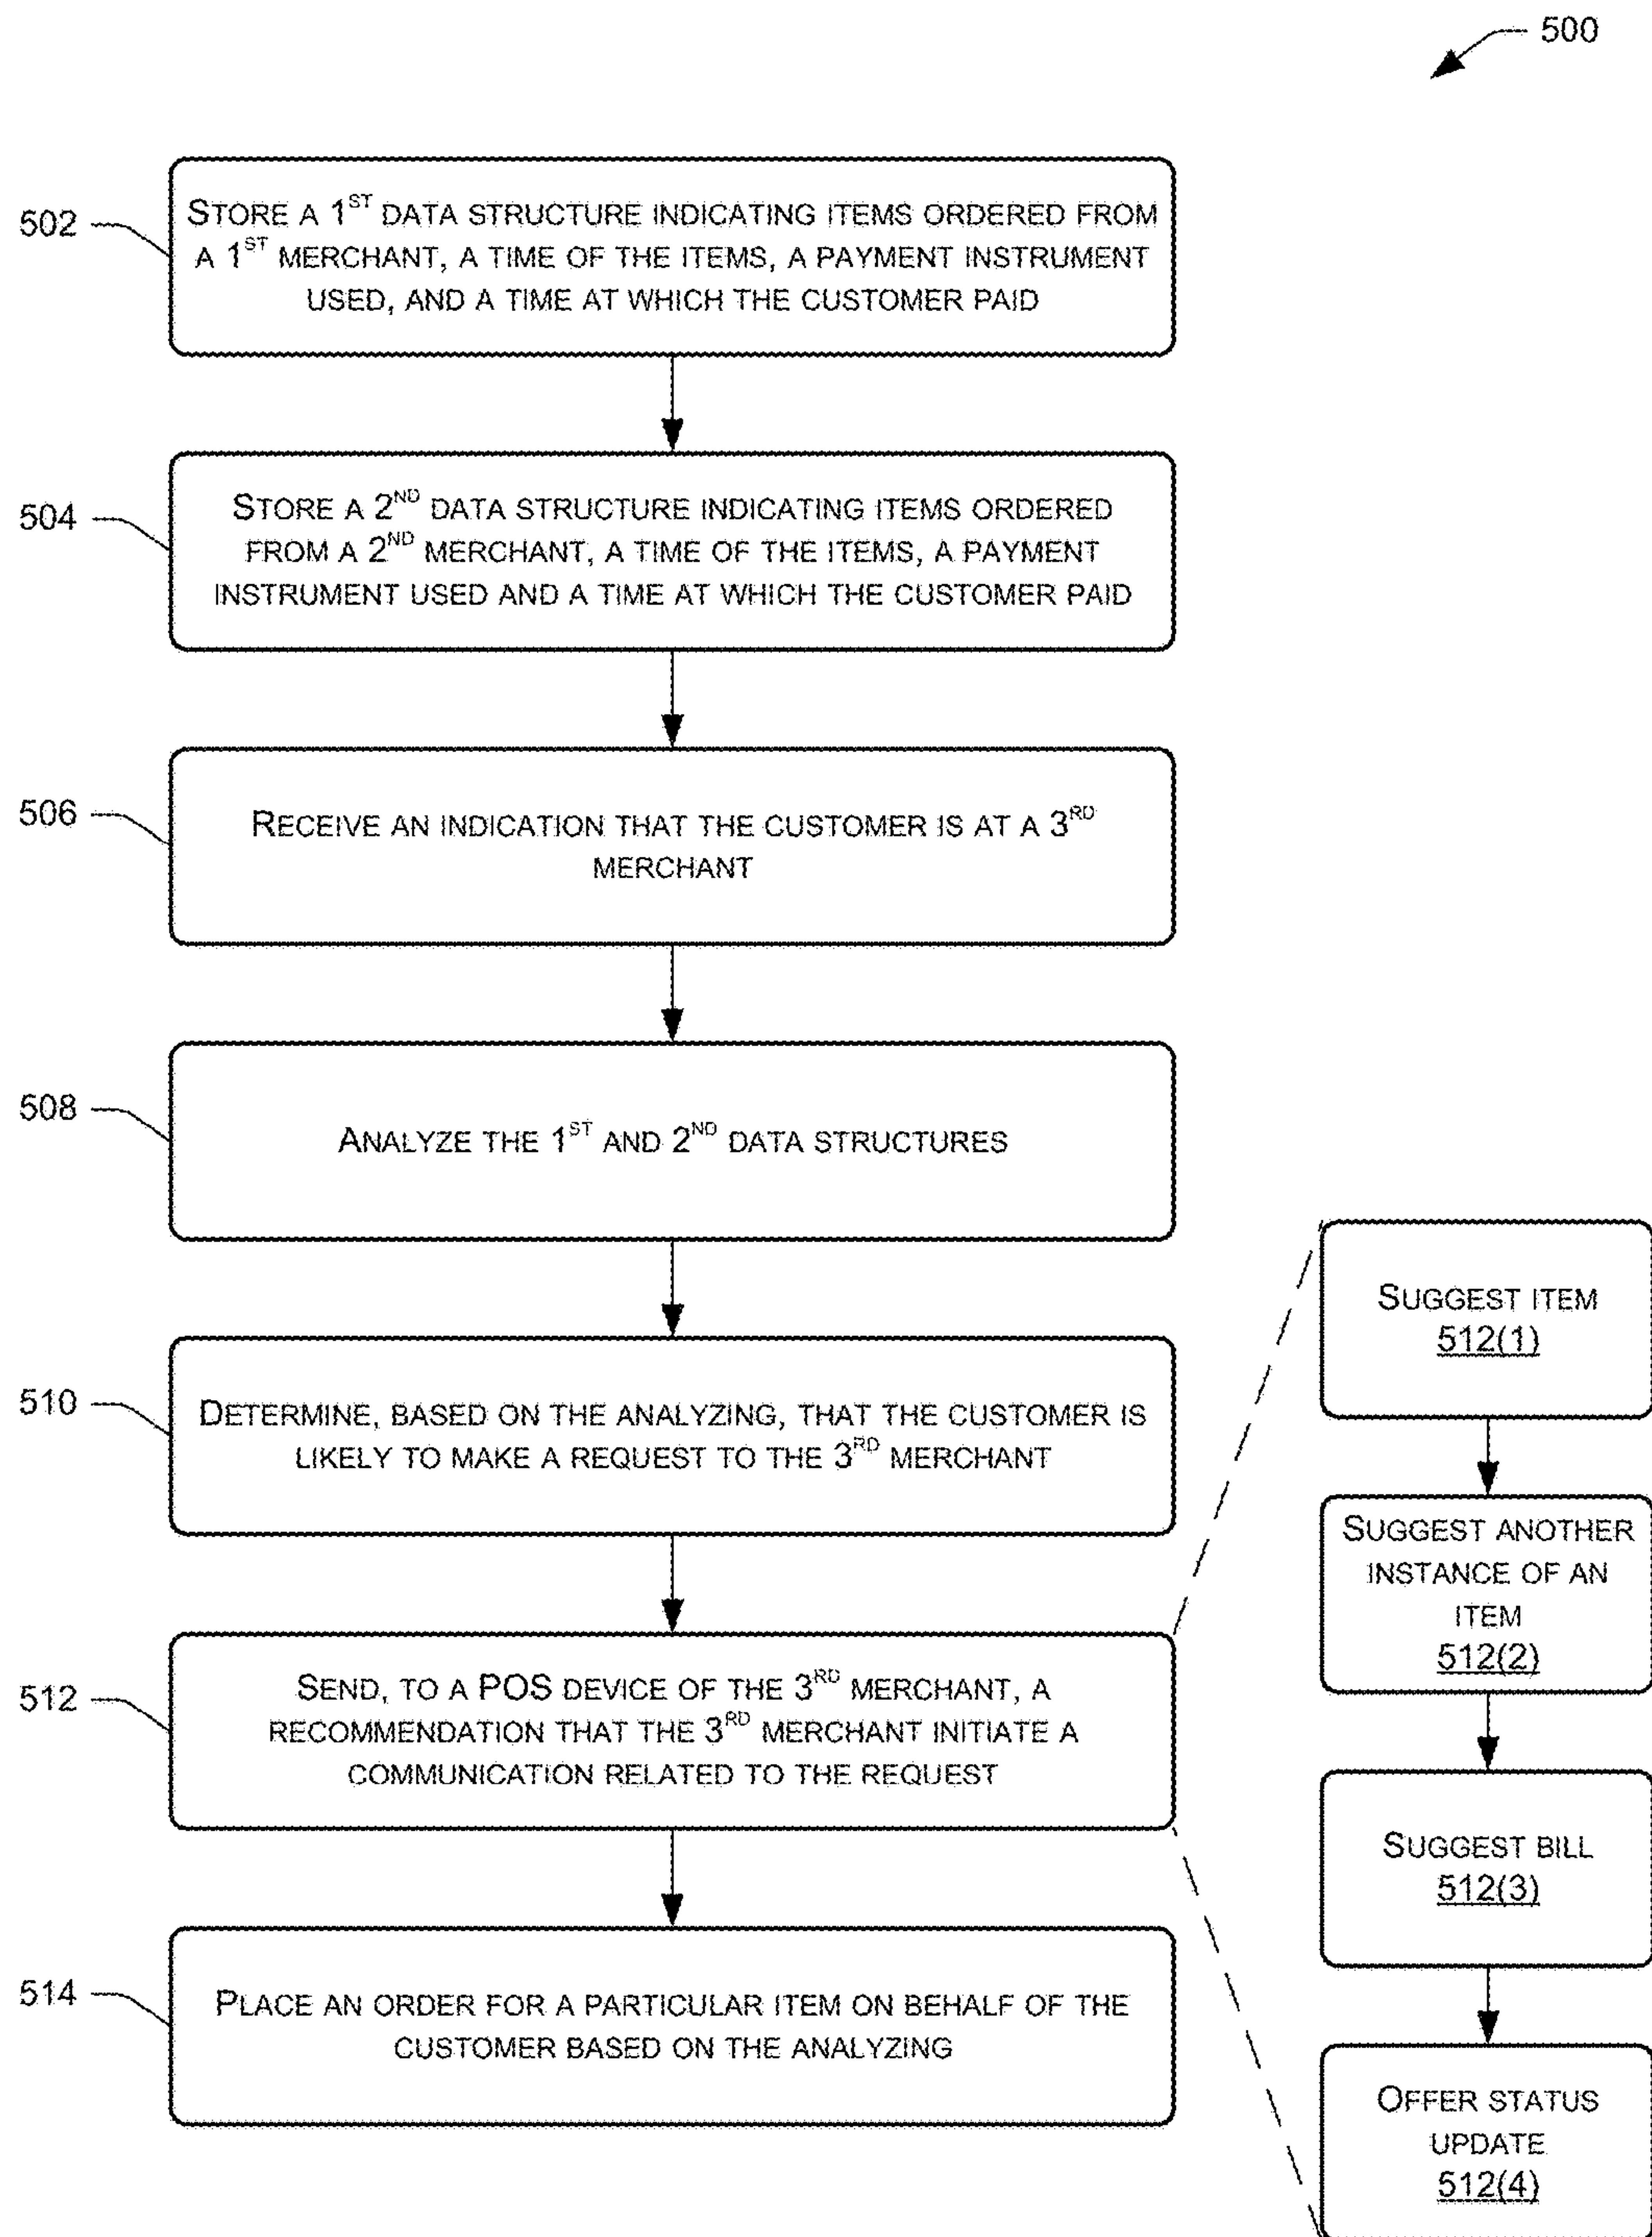 500
502
STORE A 1ST DATA STRUCTURE INDICATING ITEMS ORDERED FROM
A 1ST MERCHANT, A TIME OF THE ITEMS, A PAYMENT INSTRUMENT
USED, AND A TIME AT WHICH THE CUSTOMER PAID
504
STORE A 2ND DATA STRUCTURE INDICATING ITEMS ORDERED
FROM A 2ND MERCHANT, A TIME OF THE ITEMS, A PAYMENT
INSTRUMENT USED AND A TIME AT WHICH THE CUSTOMER PAID
506
RECEIVE AN INDICATION THAT THE CUSTOMER IS AT A 3RD
MERCHANT
508
ANALYZE THE 1ST AND 2ND DATA STRUCTURES
510
DETERMINE, BASED ON THE ANALYZING, THAT THE CUSTOMER IS
LIKELY TO MAKE A REQUEST TO THE 3RD MERCHANT
512
SEND, TO A POS DEVICE OF THE 3RD MERCHANT, A
RECOMMENDATION THAT THE 3RD MERCHANT INITIATE A
COMMUNICATION RELATED TO THE REQUEST
514
PLACE AN ORDER FOR A PARTICULAR ITEM ON BEHALF OF THE
CUSTOMER BASED ON THE ANALYZING
SUGGEST ITEM
512(1)
SUGGEST ANOTHER
INSTANCE OF AN
ITEM
512(2)
SUGGEST BILL
512(3)
OFFER STATUS
UPDATE
512(4)